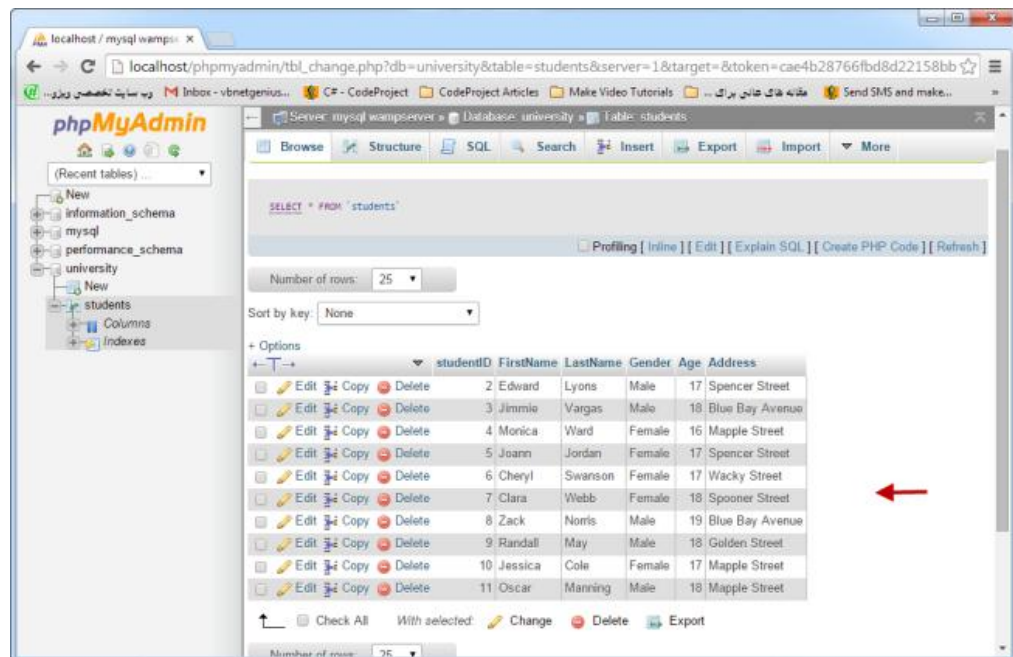 localhost / mysql wampse
localhost/phpmyadmin/tbl_change.php?db=university&table=students&server=1&target=&token=cae4b28766fbd8d22158bb
وب سایت تخصصی ویژو... Inbox - vbnetgenius... C# - CodeProject CodeProject Articles Make Video Tutorials مقاله های عالی برای ... Send SMS and make... »
phpMyAdmin
(Recent tables) ...
New
information_schema
mysql
performance_schema
university
New
students
Columns
Indexes
Server: mysql wampserver » Database: university » Table: students
Browse Structure SQL Search Insert Export Import More
SELECT * FROM `students`
Profiling [ Inline ] [ Edit ] [ Explain SQL ] [ Create PHP Code ] [ Refresh ]
Number of rows: 25
Sort by key: None
+ Options
←T→ studentID FirstName LastName Gender Age Address
Edit Copy Delete 2 Edward Lyons Male 17 Spencer Street
Edit Copy Delete 3 Jimmie Vargas Male 18 Blue Bay Avenue
Edit Copy Delete 4 Monica Ward Female 16 Mapple Street
Edit Copy Delete 5 Joann Jordan Female 17 Spencer Street
Edit Copy Delete 6 Cheryl Swanson Female 17 Wacky Street
Edit Copy Delete 7 Clara Webb Female 18 Spooner Street
Edit Copy Delete 8 Zack Norris Male 19 Blue Bay Avenue
Edit Copy Delete 9 Randall May Male 18 Golden Street
Edit Copy Delete 10 Jessica Cole Female 17 Mapple Street
Edit Copy Delete 11 Oscar Manning Male 18 Mapple Street
Check All With selected: Change Delete Export
Number of rows: 25